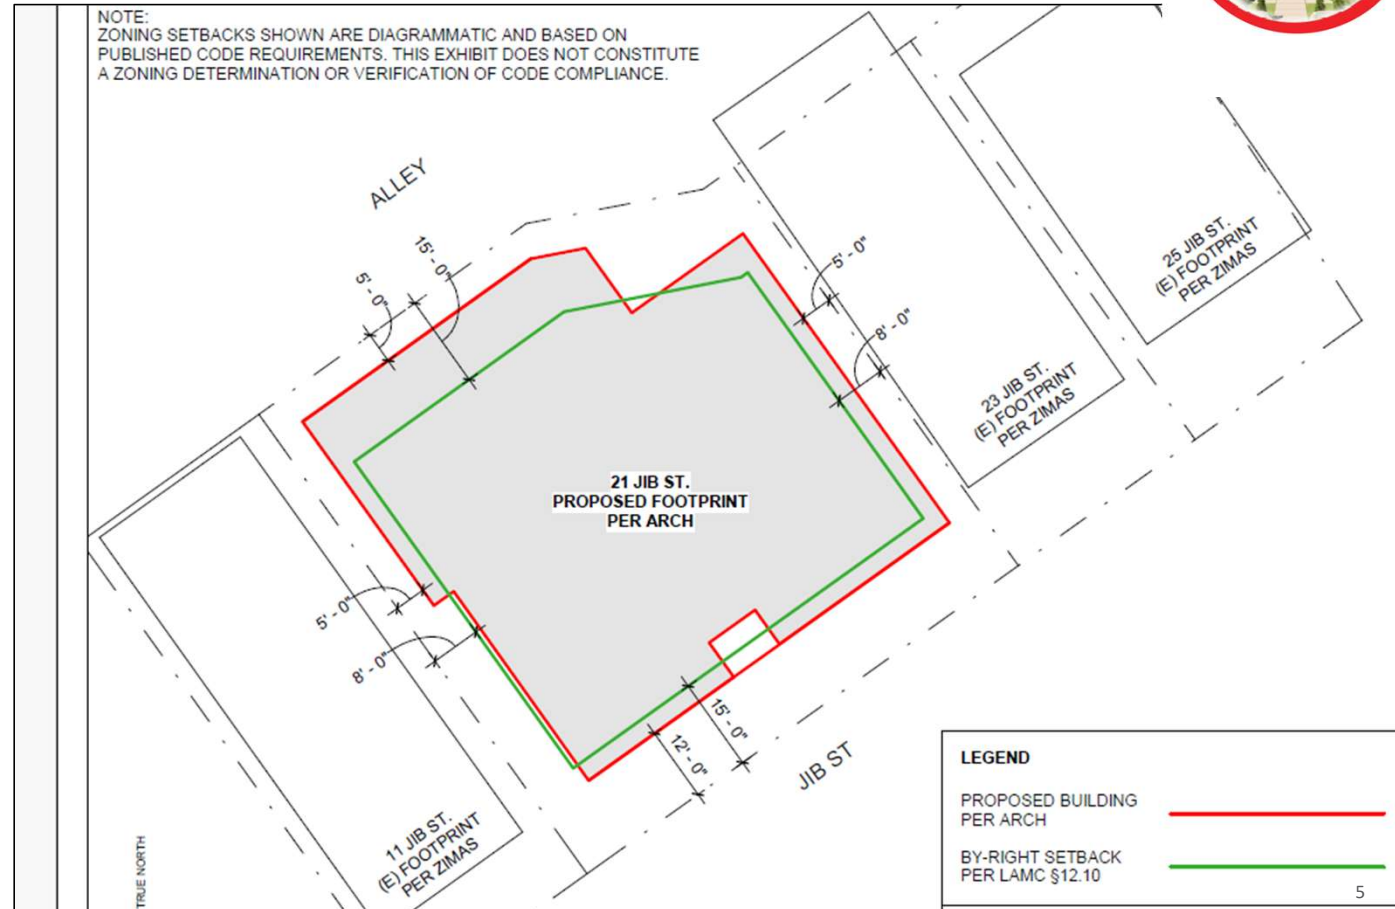 NOTE:
ZONING SETBACKS SHOWN ARE DIAGRAMMATIC AND BASED ON
PUBLISHED CODE REQUIREMENTS. THIS EXHIBIT DOES NOT CONSTITUTE
A ZONING DETERMINATION OR VERIFICATION OF CODE COMPLIANCE.
ALLEY
15' - 0"
5' - 0"
5' - 0"
8' - 0"
25 JIB ST.
(E) FOOTPRINT
PER ZIMAS
23 JIB ST.
(E) FOOTPRINT
PER ZIMAS
21 JIB ST.
PROPOSED FOOTPRINT
PER ARCH
5' - 0"
8' - 0"
15' - 0"
12' - 0"
JIB ST
11 JIB ST.
(E) FOOTPRINT
PER ZIMAS
TRUE NORTH
LEGEND
PROPOSED BUILDING
PER ARCH
BY-RIGHT SETBACK
PER LAMC §12.10
5